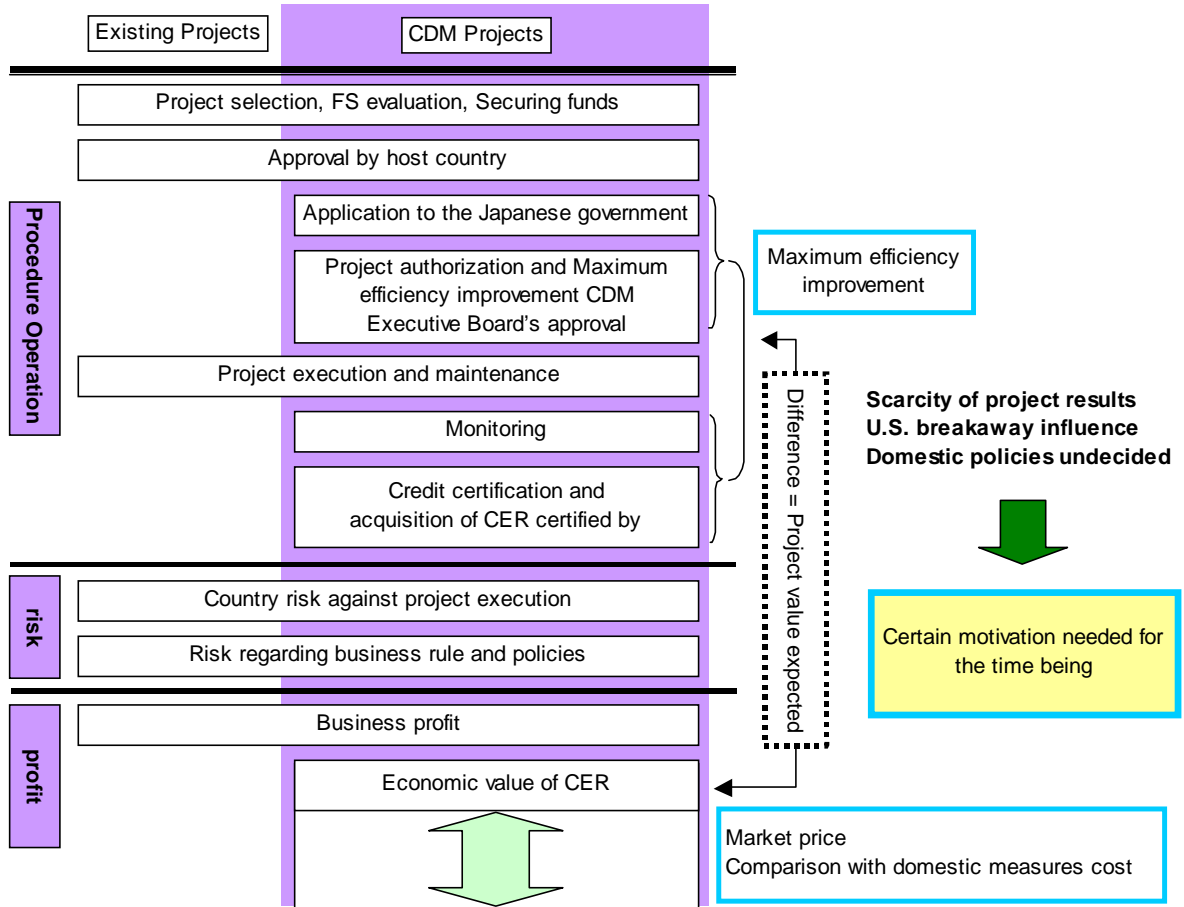 Existing Projects
CDM Projects
Procedure Operation
Project selection, FS evaluation, Securing funds
Approval by host country
Application to the Japanese government
Project authorization and Maximum
efficiency improvement CDM
Executive Board's approval
Project execution and maintenance
Monitoring
Credit certification and
acquisition of CER certified by
Maximum efficiency
improvement
Difference = Project value expected
Scarcity of project results
U.S. breakaway influence
Domestic policies undecided
Certain motivation needed for
the time being
risk
Country risk against project execution
Risk regarding business rule and policies
profit
Business profit
Economic value of CER
Market price
Comparison with domestic measures cost